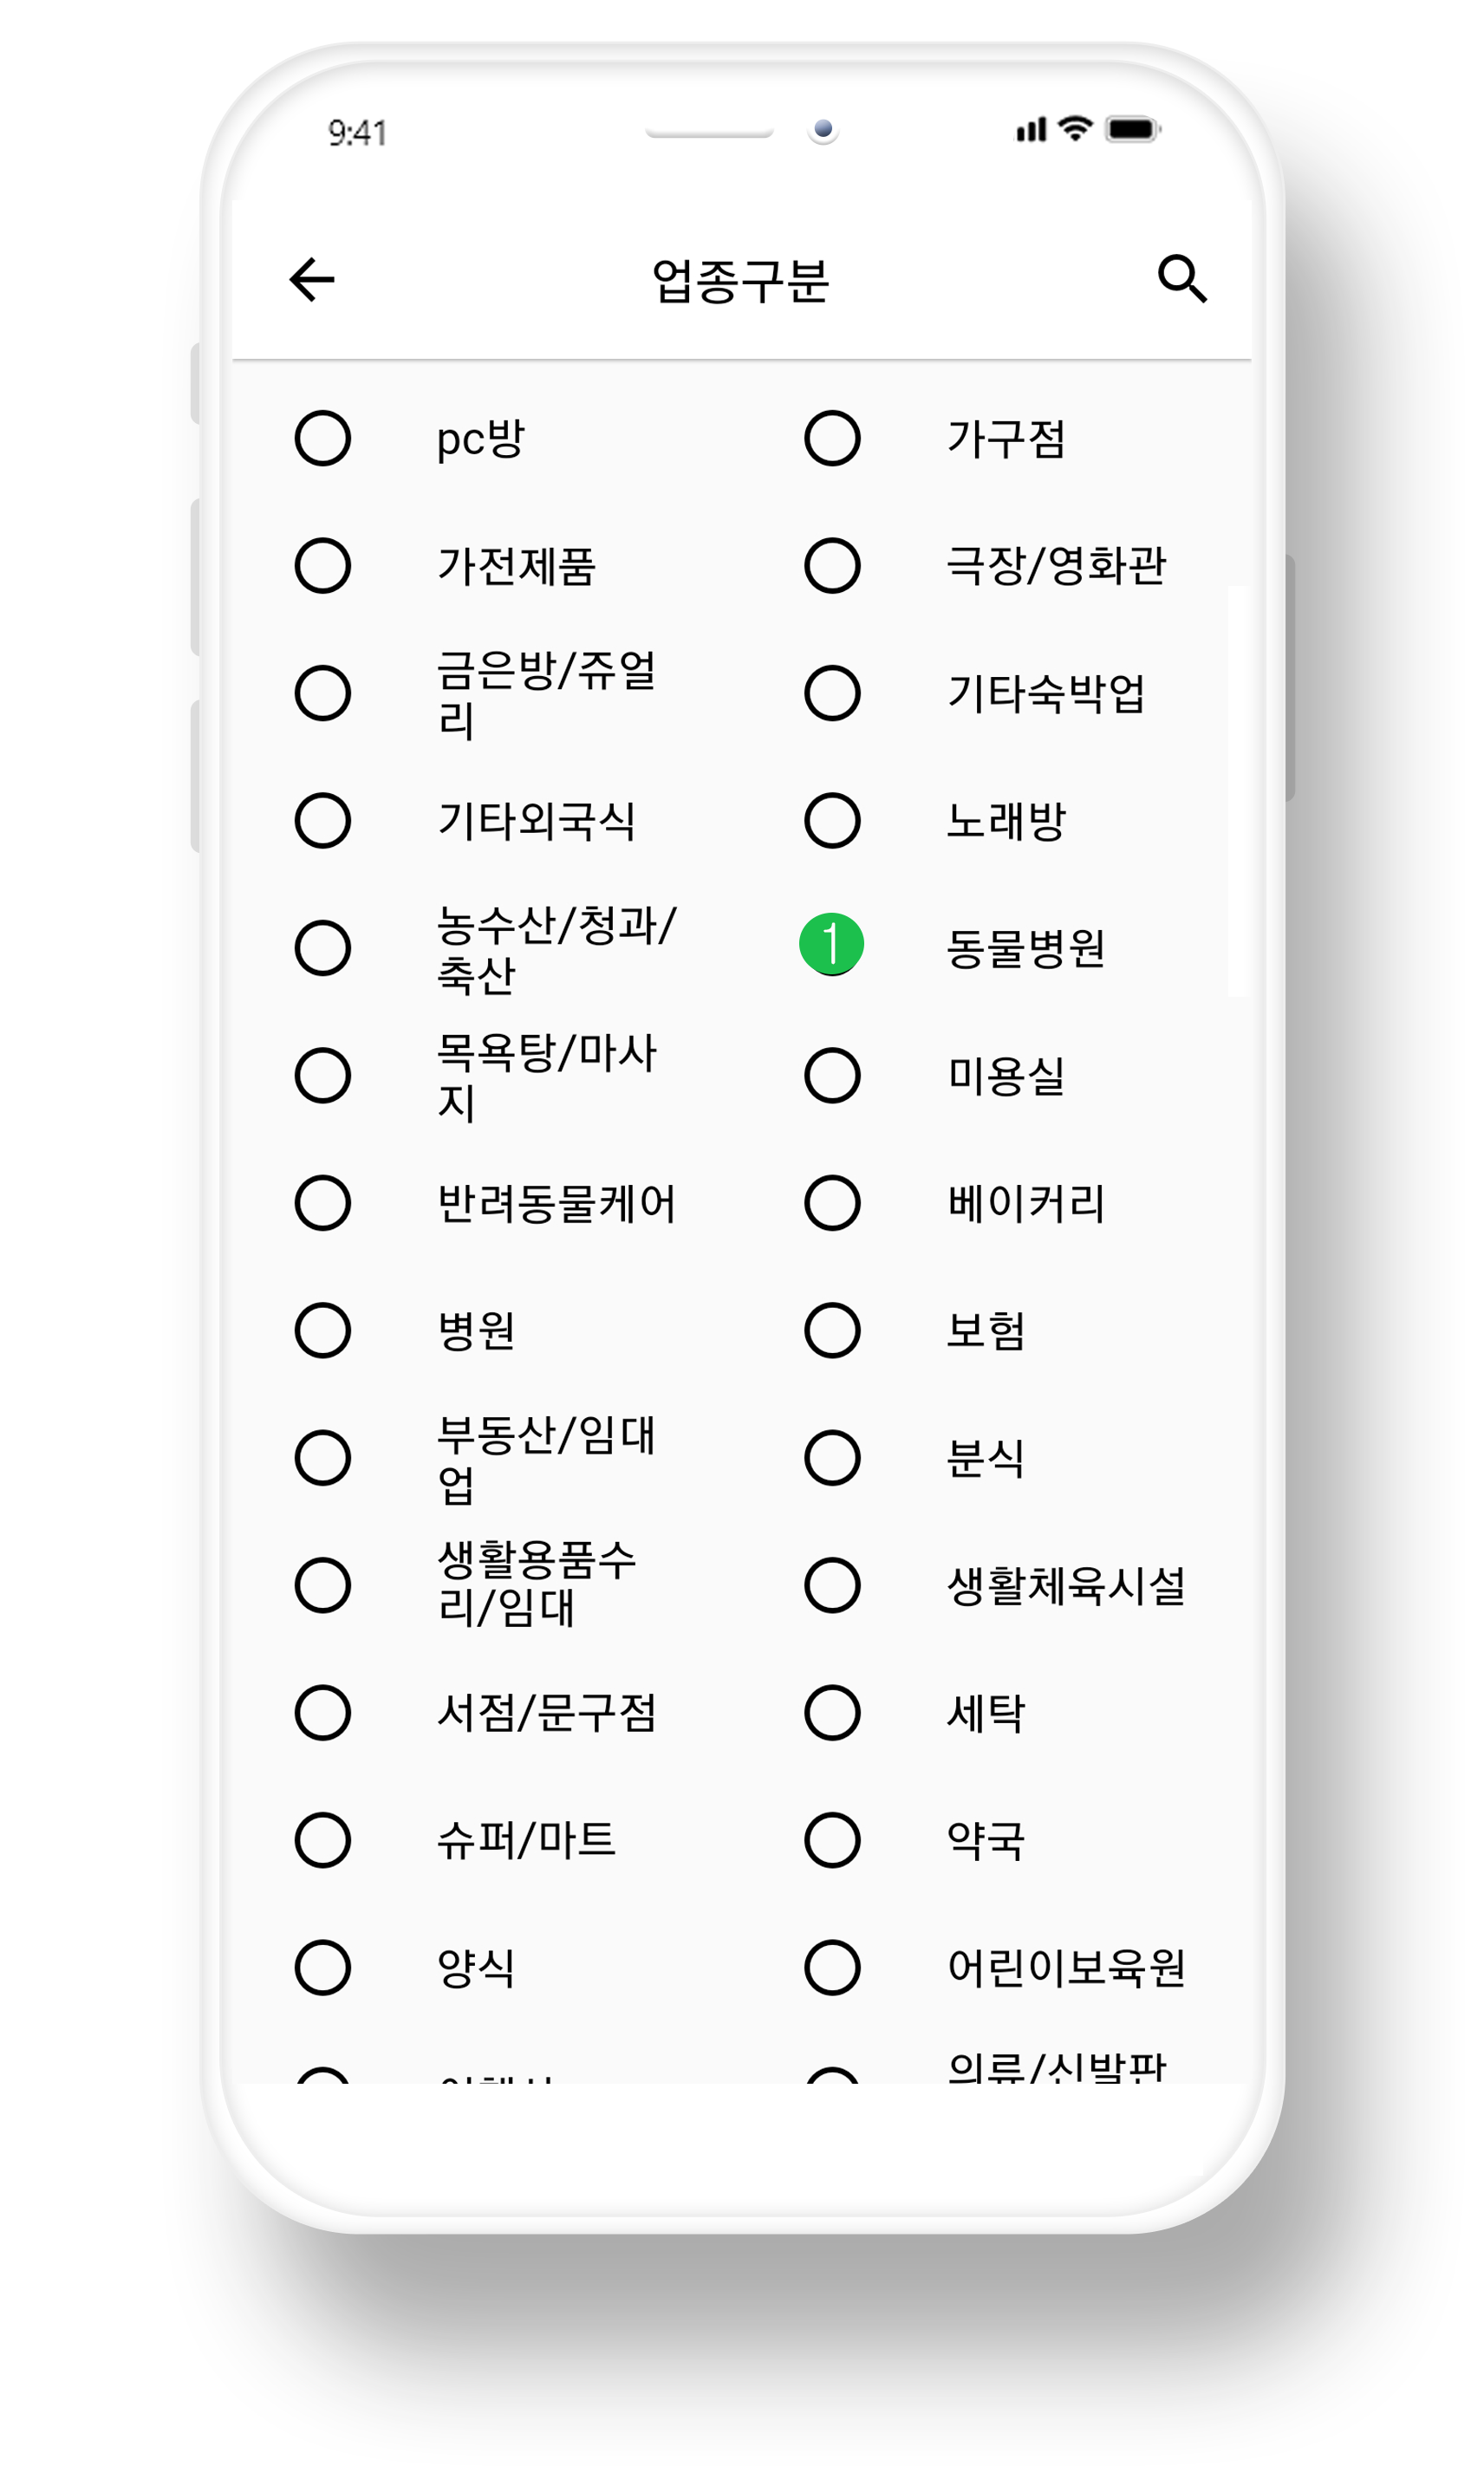 9:41
업종구분
pc방
가구점
가전제품
극장/영화관
금은방/쥬얼
리
기타숙박업
기타외국식
노래방
농수산/청과/
축산
1
동물병원
목욕탕/마사
지
미용실
반려동물케어
베이커리
병원
보험
부동산/임대
업
분식
생활용품수
리/임대
생활체육시설
서점/문구점
세탁
슈퍼/마트
약국
양식
어린이보육원
의류/신발판